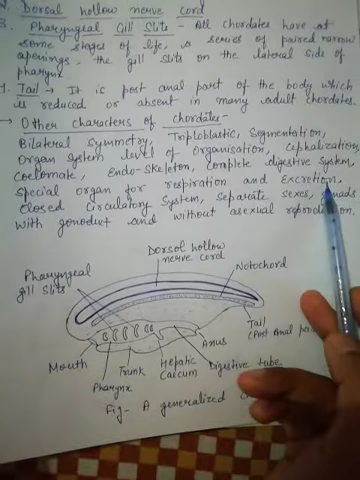 2. Dorsal hollow nerve cord
3. Pharyngeal Gill Slits - All chordates have at
some stages of life, a series of paired narrow
openings, the gill slits on the lateral side of
pharynx
4. Tail → It is post anal part of the body which
is reduced or absent in many adult chordates.
→ Other characters of chordates-
Bilateral symmetry, Toploblastic, Segmentation,
Organ system level of Organisation, Cephalization,
Coelomate, Endo-skeleton, Complete digestive system,
Special organ for respiration and excretion.
Closed Circulatory System, separate sexes,
with gonoduct and without asexual reproduction.
Dorsal hollow
nerve cord
Pharyngeal
gill Slits
Notochord
Tail
(Post Anal
Anus
Mouth
Trunk
Hepatic
Caecum
Digestive tube
Pharynx
Fig- A generalized